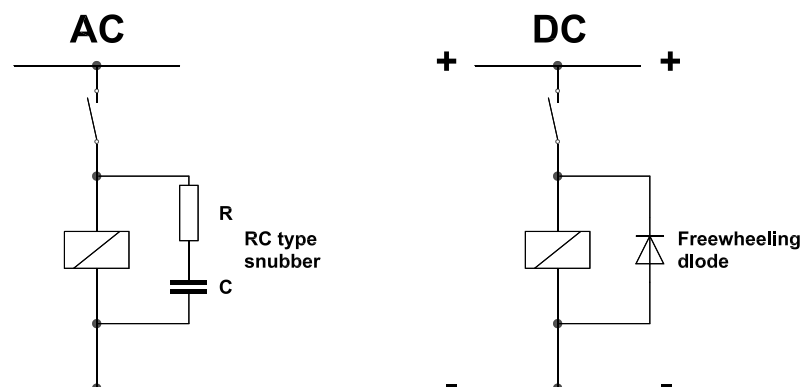 AC
R
RC type
snubber
C
DC
+ +
Freewheeling
dIode
- -